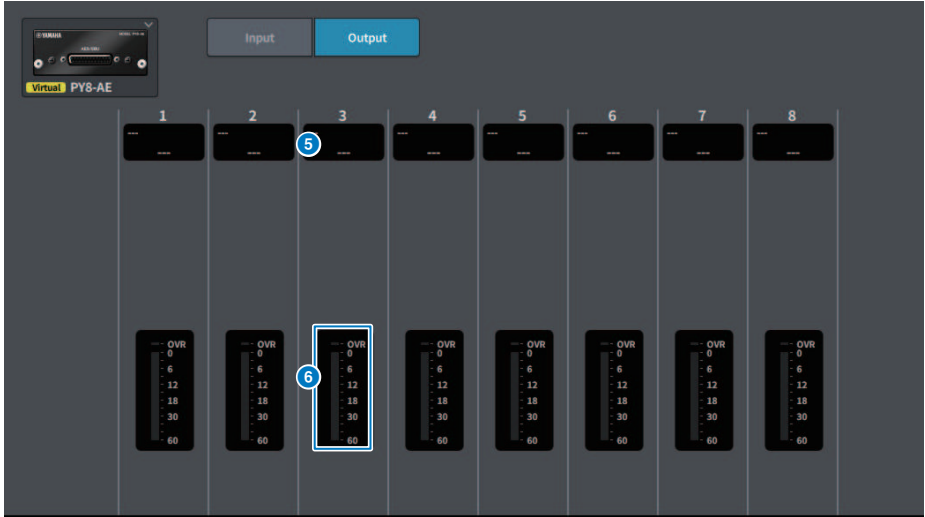 YAMAHA
Input
Output
Virtual PY8-AE
1 2 3 4 5 6 7 8
--- --- --- --- --- --- --- ---
--- --- --- --- --- --- --- ---
5
OVR OVR OVR OVR OVR OVR OVR OVR
0 0 0 0 0 0 0 0
6 6 6 6 6 6 6 6
6
12 12 12 12 12 12 12 12
18 18 18 18 18 18 18 18
30 30 30 30 30 30 30 30
60 60 60 60 60 60 60 60